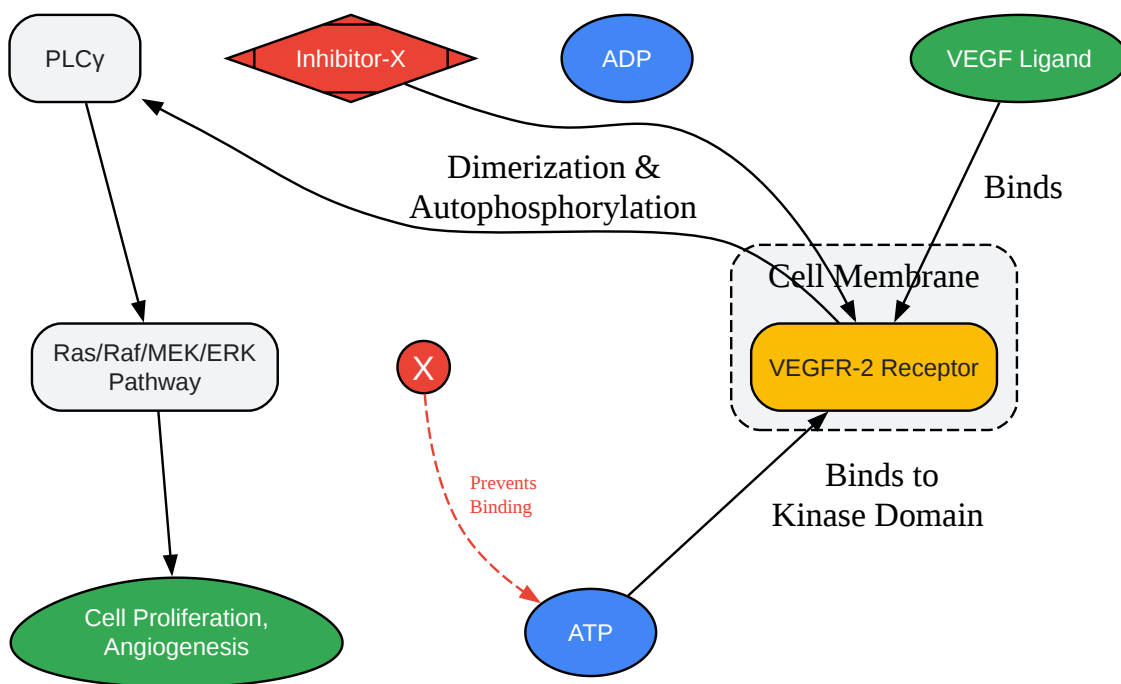 PLCγ
Inhibitor-X
ADP
VEGF Ligand
Dimerization &
Autophosphorylation
Binds
Cell Membrane
Ras/Raf/MEK/ERK
Pathway
X
VEGFR-2 Receptor
Prevents
Binding
Binds to
Kinase Domain
Cell Proliferation,
Angiogenesis
ATP